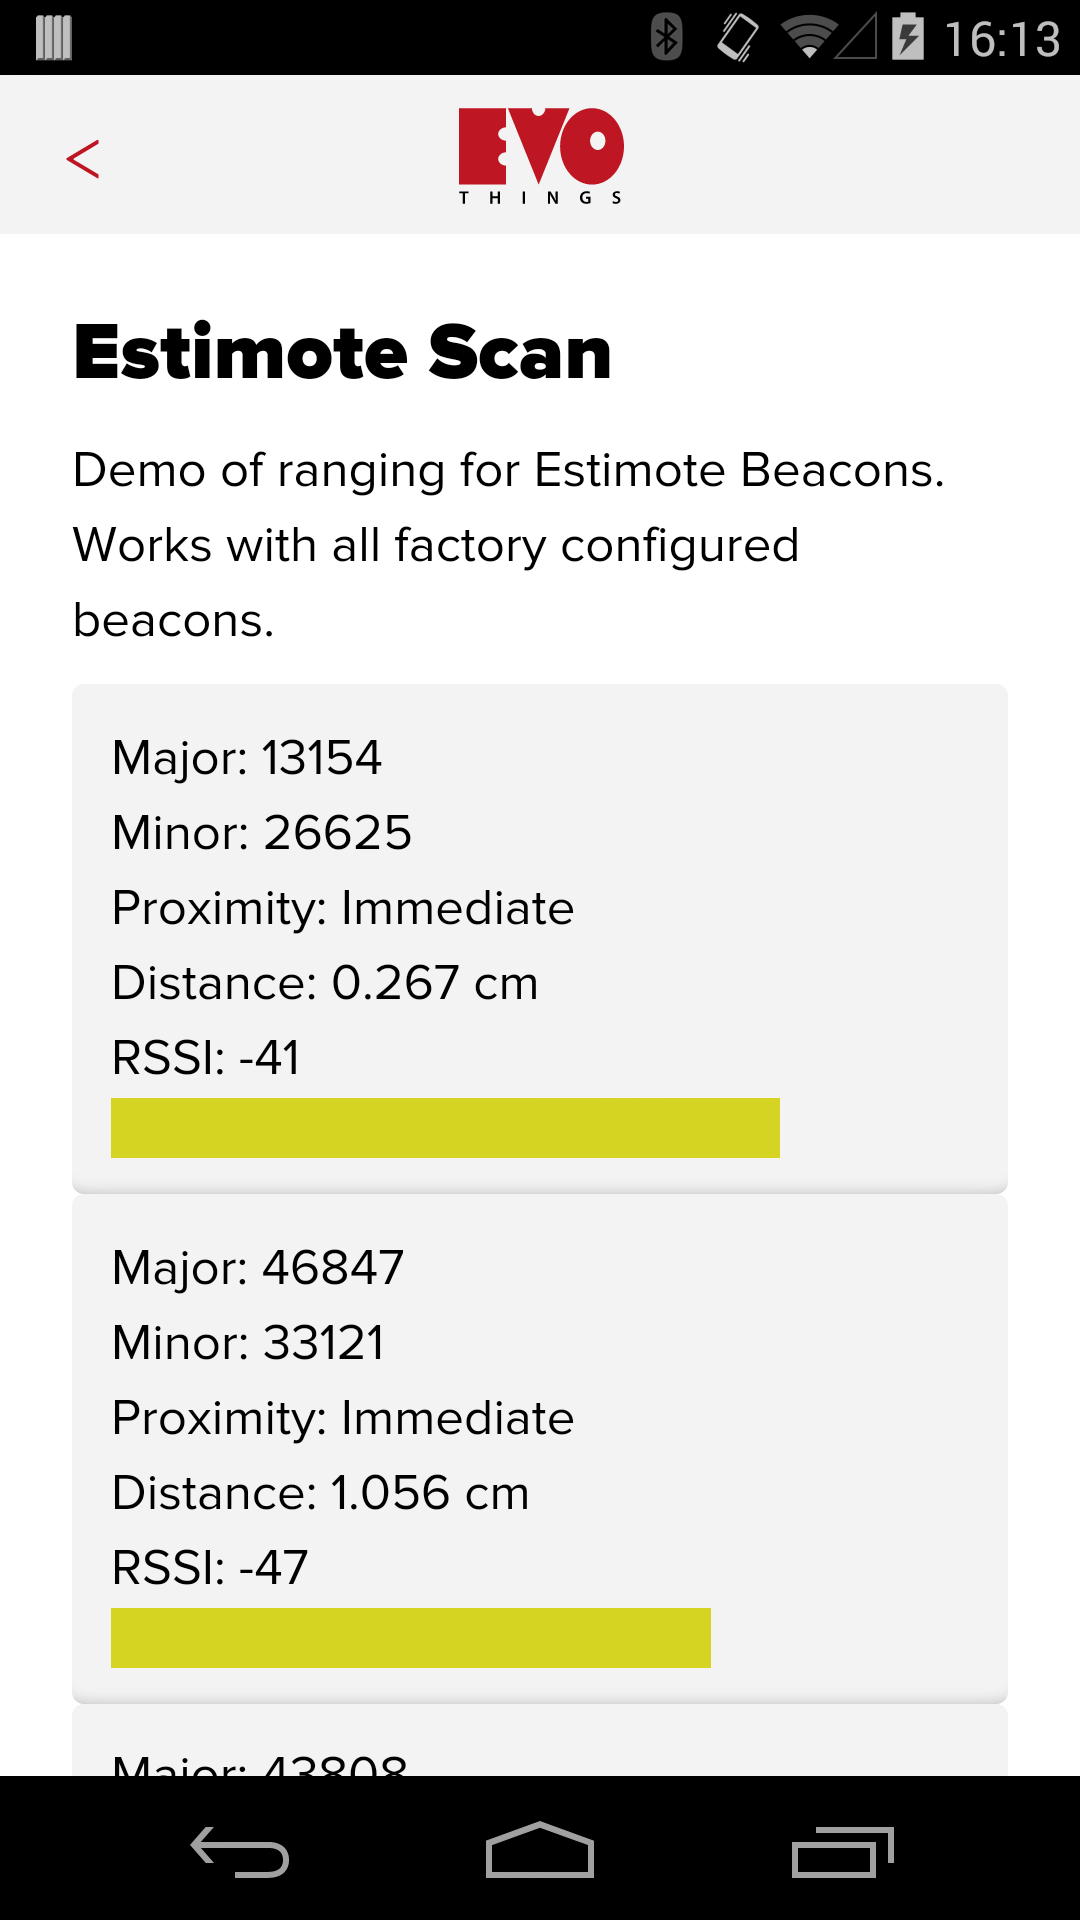 16:13
<
EVO
THINGS
Estimote Scan
Demo of ranging for Estimote Beacons.
Works with all factory configured
beacons.
Major: 13154
Minor: 26625
Proximity: Immediate
Distance: 0.267 cm
RSSI: -41
Major: 46847
Minor: 33121
Proximity: Immediate
Distance: 1.056 cm
RSSI: -47
Major: 43808